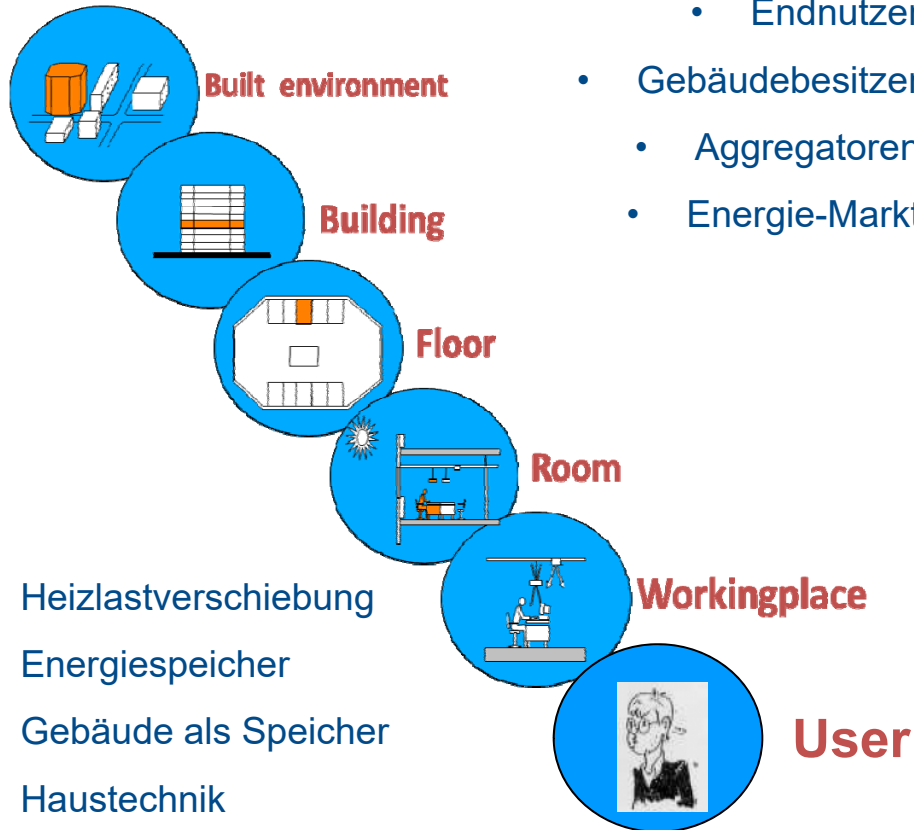 • Endnutzer
Built environment
• Gebäudebesitzer
• Aggregatoren
• Energie-Markt
Building
Floor
Room
Workingplace
Heizlastverschiebung
Energiespeicher
Gebäude als Speicher
Haustechnik
User